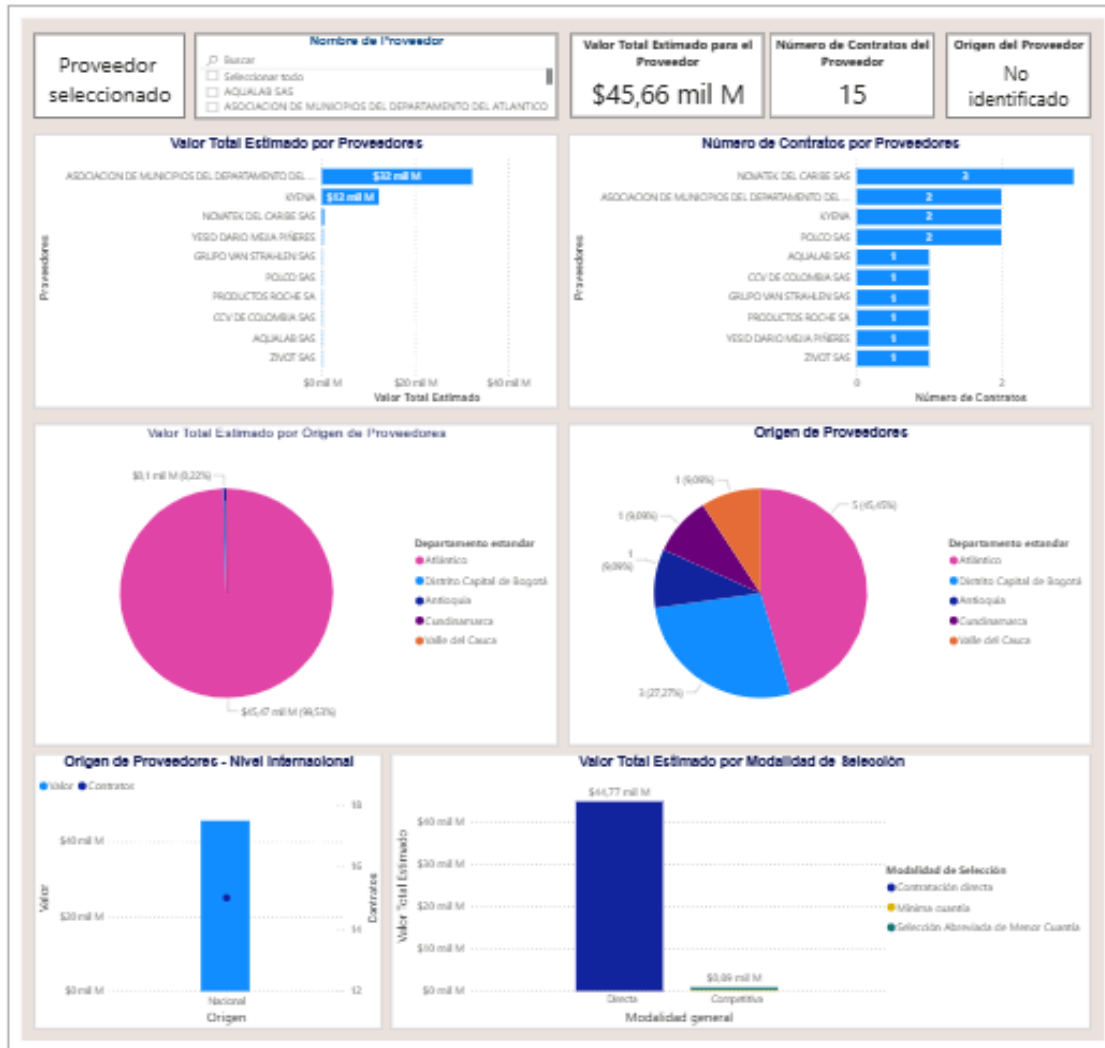 Proveedor
seleccionado
Nombre de Proveedor
Buscar
Seleccionar todo
AQUALAB SAS
ASOCIACION DE MUNICIPIOS DEL DEPARTAMENTO DEL ATLANTICO
Valor Total Estimado para el
Proveedor
$45,66 mil M
Número de Contratos del
Proveedor
15
Origen del Proveedor
No
identificado
Valor Total Estimado por Proveedores
ASOCIACION DE MUNICIPIOS DEL DEPARTAMENTO DEL ...
$32 mil M
KYENA
$12 mil M
NOVATEK DEL CARIBE SAS
YESID DARIO MEJIA PIÑERES
GRUPO VAN STRAHLEN SAS
POLCO SAS
PRODUCTOS ROCHE SA
CCV DE COLOMBIA SAS
AQUALAB SAS
ZIVOT SAS
Proveedores
$0 mil M
$20 mil M
$40 mil M
Valor Total Estimado
Número de Contratos por Proveedores
NOVATEK DEL CARIBE SAS
3
ASOCIACION DE MUNICIPIOS DEL DEPARTAMENTO DEL ...
2
KYENA
2
POLCO SAS
2
AQUALAB SAS
1
CCV DE COLOMBIA SAS
1
GRUPO VAN STRAHLEN SAS
1
PRODUCTOS ROCHE SA
1
YESID DARIO MEJIA PIÑERES
1
ZIVOT SAS
1
Proveedores
0
2
Número de Contratos
Valor Total Estimado por Origen de Proveedores
$0,1 mil M (0,22%)
$45,47 mil M (99,53%)
Departamento estandar
Atlántico
Distrito Capital de Bogotá
Antioquia
Cundinamarca
Valle del Cauca
Origen de Proveedores
1 (9,09%)
1 (9,09%)
1
(9,09%)
3 (27,27%)
5 (45,45%)
Departamento estandar
Atlántico
Distrito Capital de Bogotá
Antioquia
Cundinamarca
Valle del Cauca
Origen de Proveedores - Nivel Internacional
Valor
Contratos
$40 mil M
$20 mil M
$0 mil M
Valor
18
16
14
12
Contratos
Nacional
Origen
Valor Total Estimado por Modalidad de Selección
$44,77 mil M
$40 mil M
$30 mil M
$20 mil M
$10 mil M
$0 mil M
Valor Total Estimado
$0,89 mil M
Directa
Competitiva
Modalidad general
Modalidad de Selección
Contratación directa
Mínima cuantía
Selección Abreviada de Menor Cuantía